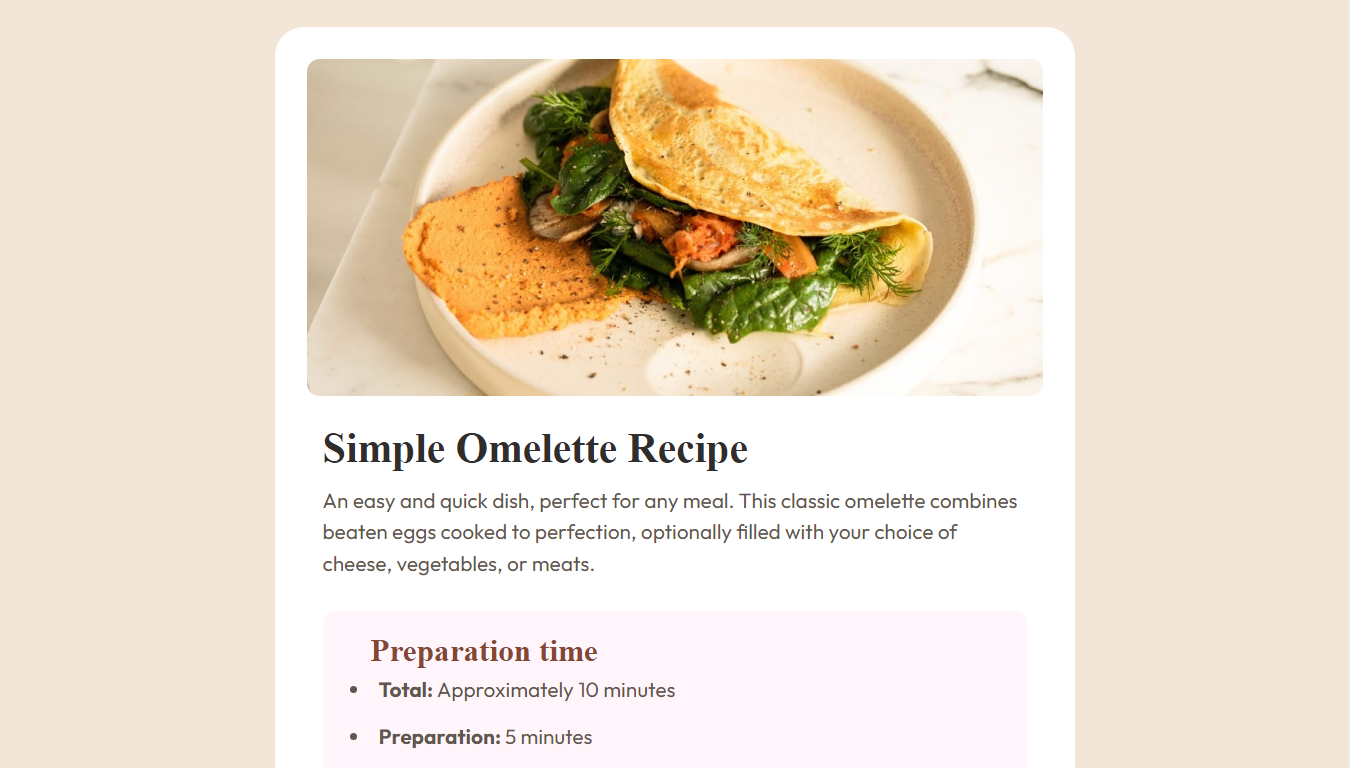 Simple Omelette Recipe
An easy and quick dish, perfect for any meal. This classic omelette combines
beaten eggs cooked to perfection, optionally filled with your choice of
cheese, vegetables, or meats.
Preparation time
• Total: Approximately 10 minutes
• Preparation: 5 minutes